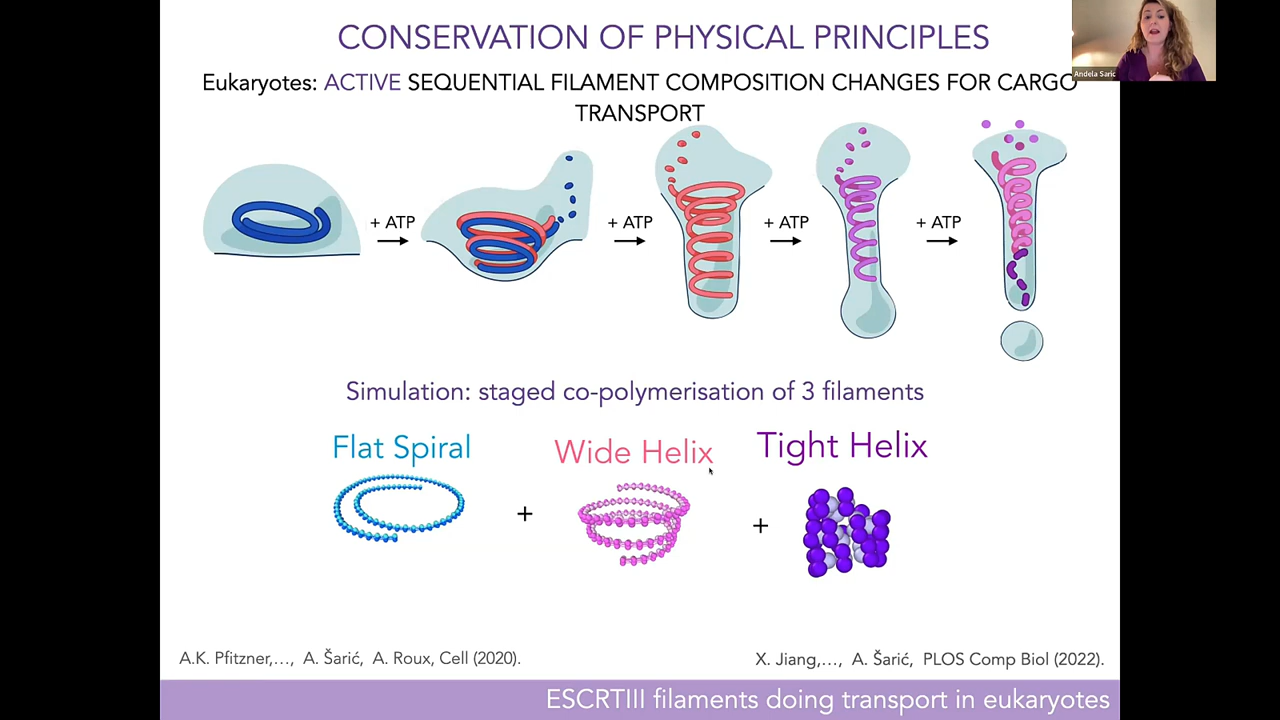 CONSERVATION OF PHYSICAL PRINCIPLES
Andela Saric
Eukaryotes: ACTIVE SEQUENTIAL FILAMENT COMPOSITION CHANGES FOR CARGO
TRANSPORT
+ ATP
+ ATP
+ ATP
+ ATP
Simulation: staged co-polymerisation of 3 filaments
Flat Spiral
Wide Helix
Tight Helix
+
+
A.K. Pfitzner,..., A. Šarić, A. Roux, Cell (2020).
X. Jiang,..., A. Šarić, PLOS Comp Biol (2022).
ESCRTIII filaments doing transport in eukaryotes